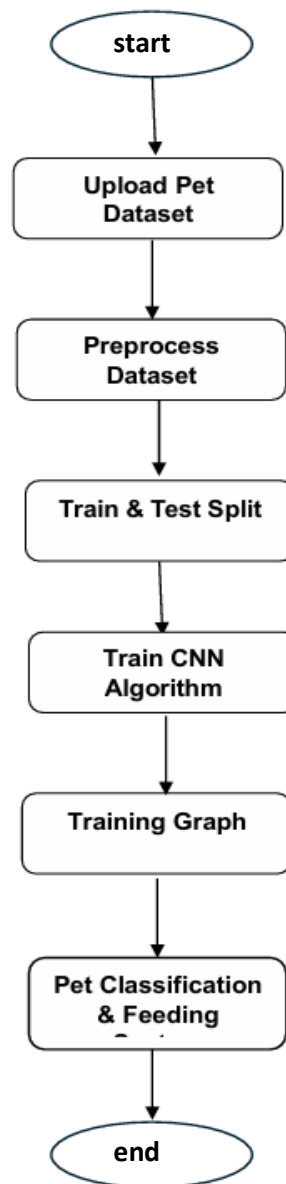 start
Upload Pet
Dataset
Preprocess
Dataset
Train & Test Split
Train CNN
Algorithm
Training Graph
Pet Classification
& Feeding
end